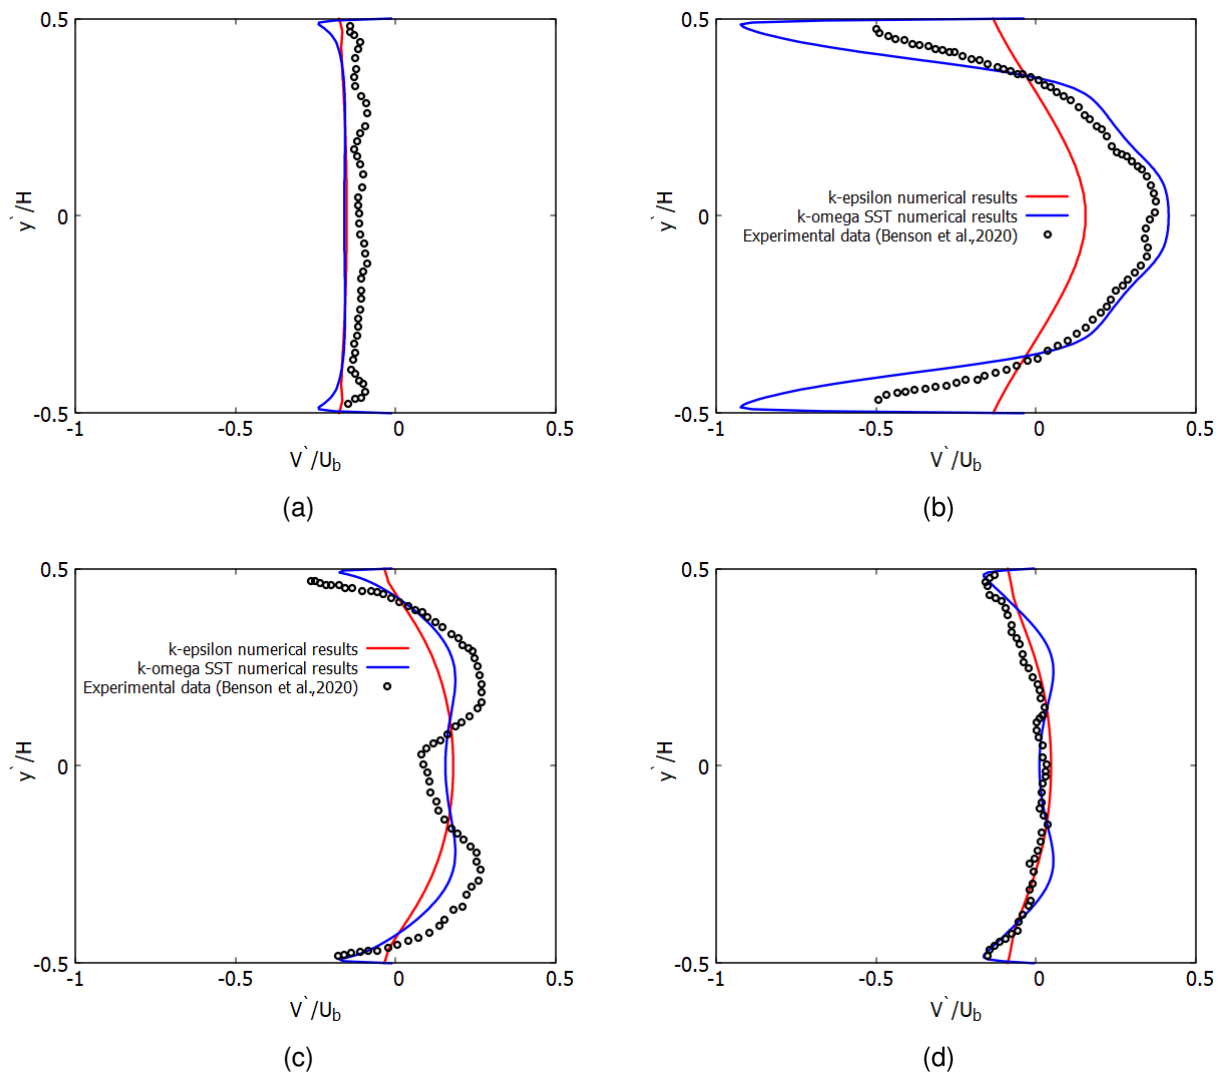 0.5
0
-0.5
y`/H
-1
-0.5
0
0.5
V`/Ub
(a)
0.5
0
-0.5
y`/H
k-epsilon numerical results
k-omega SST numerical results
Experimental data (Benson et al.,2020)
-1
-0.5
0
0.5
V`/Ub
(b)
0.5
0
-0.5
y`/H
k-epsilon numerical results
k-omega SST numerical results
Experimental data (Benson et al.,2020)
-1
-0.5
0
0.5
V`/Ub
(c)
0.5
0
-0.5
y`/H
-1
-0.5
0
0.5
V`/Ub
(d)